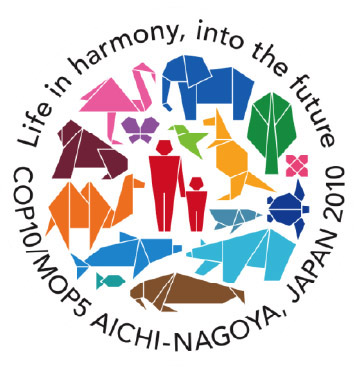 Life in harmony, into the future
COP10/MOP5 AICHI-NAGOYA, JAPAN 2010